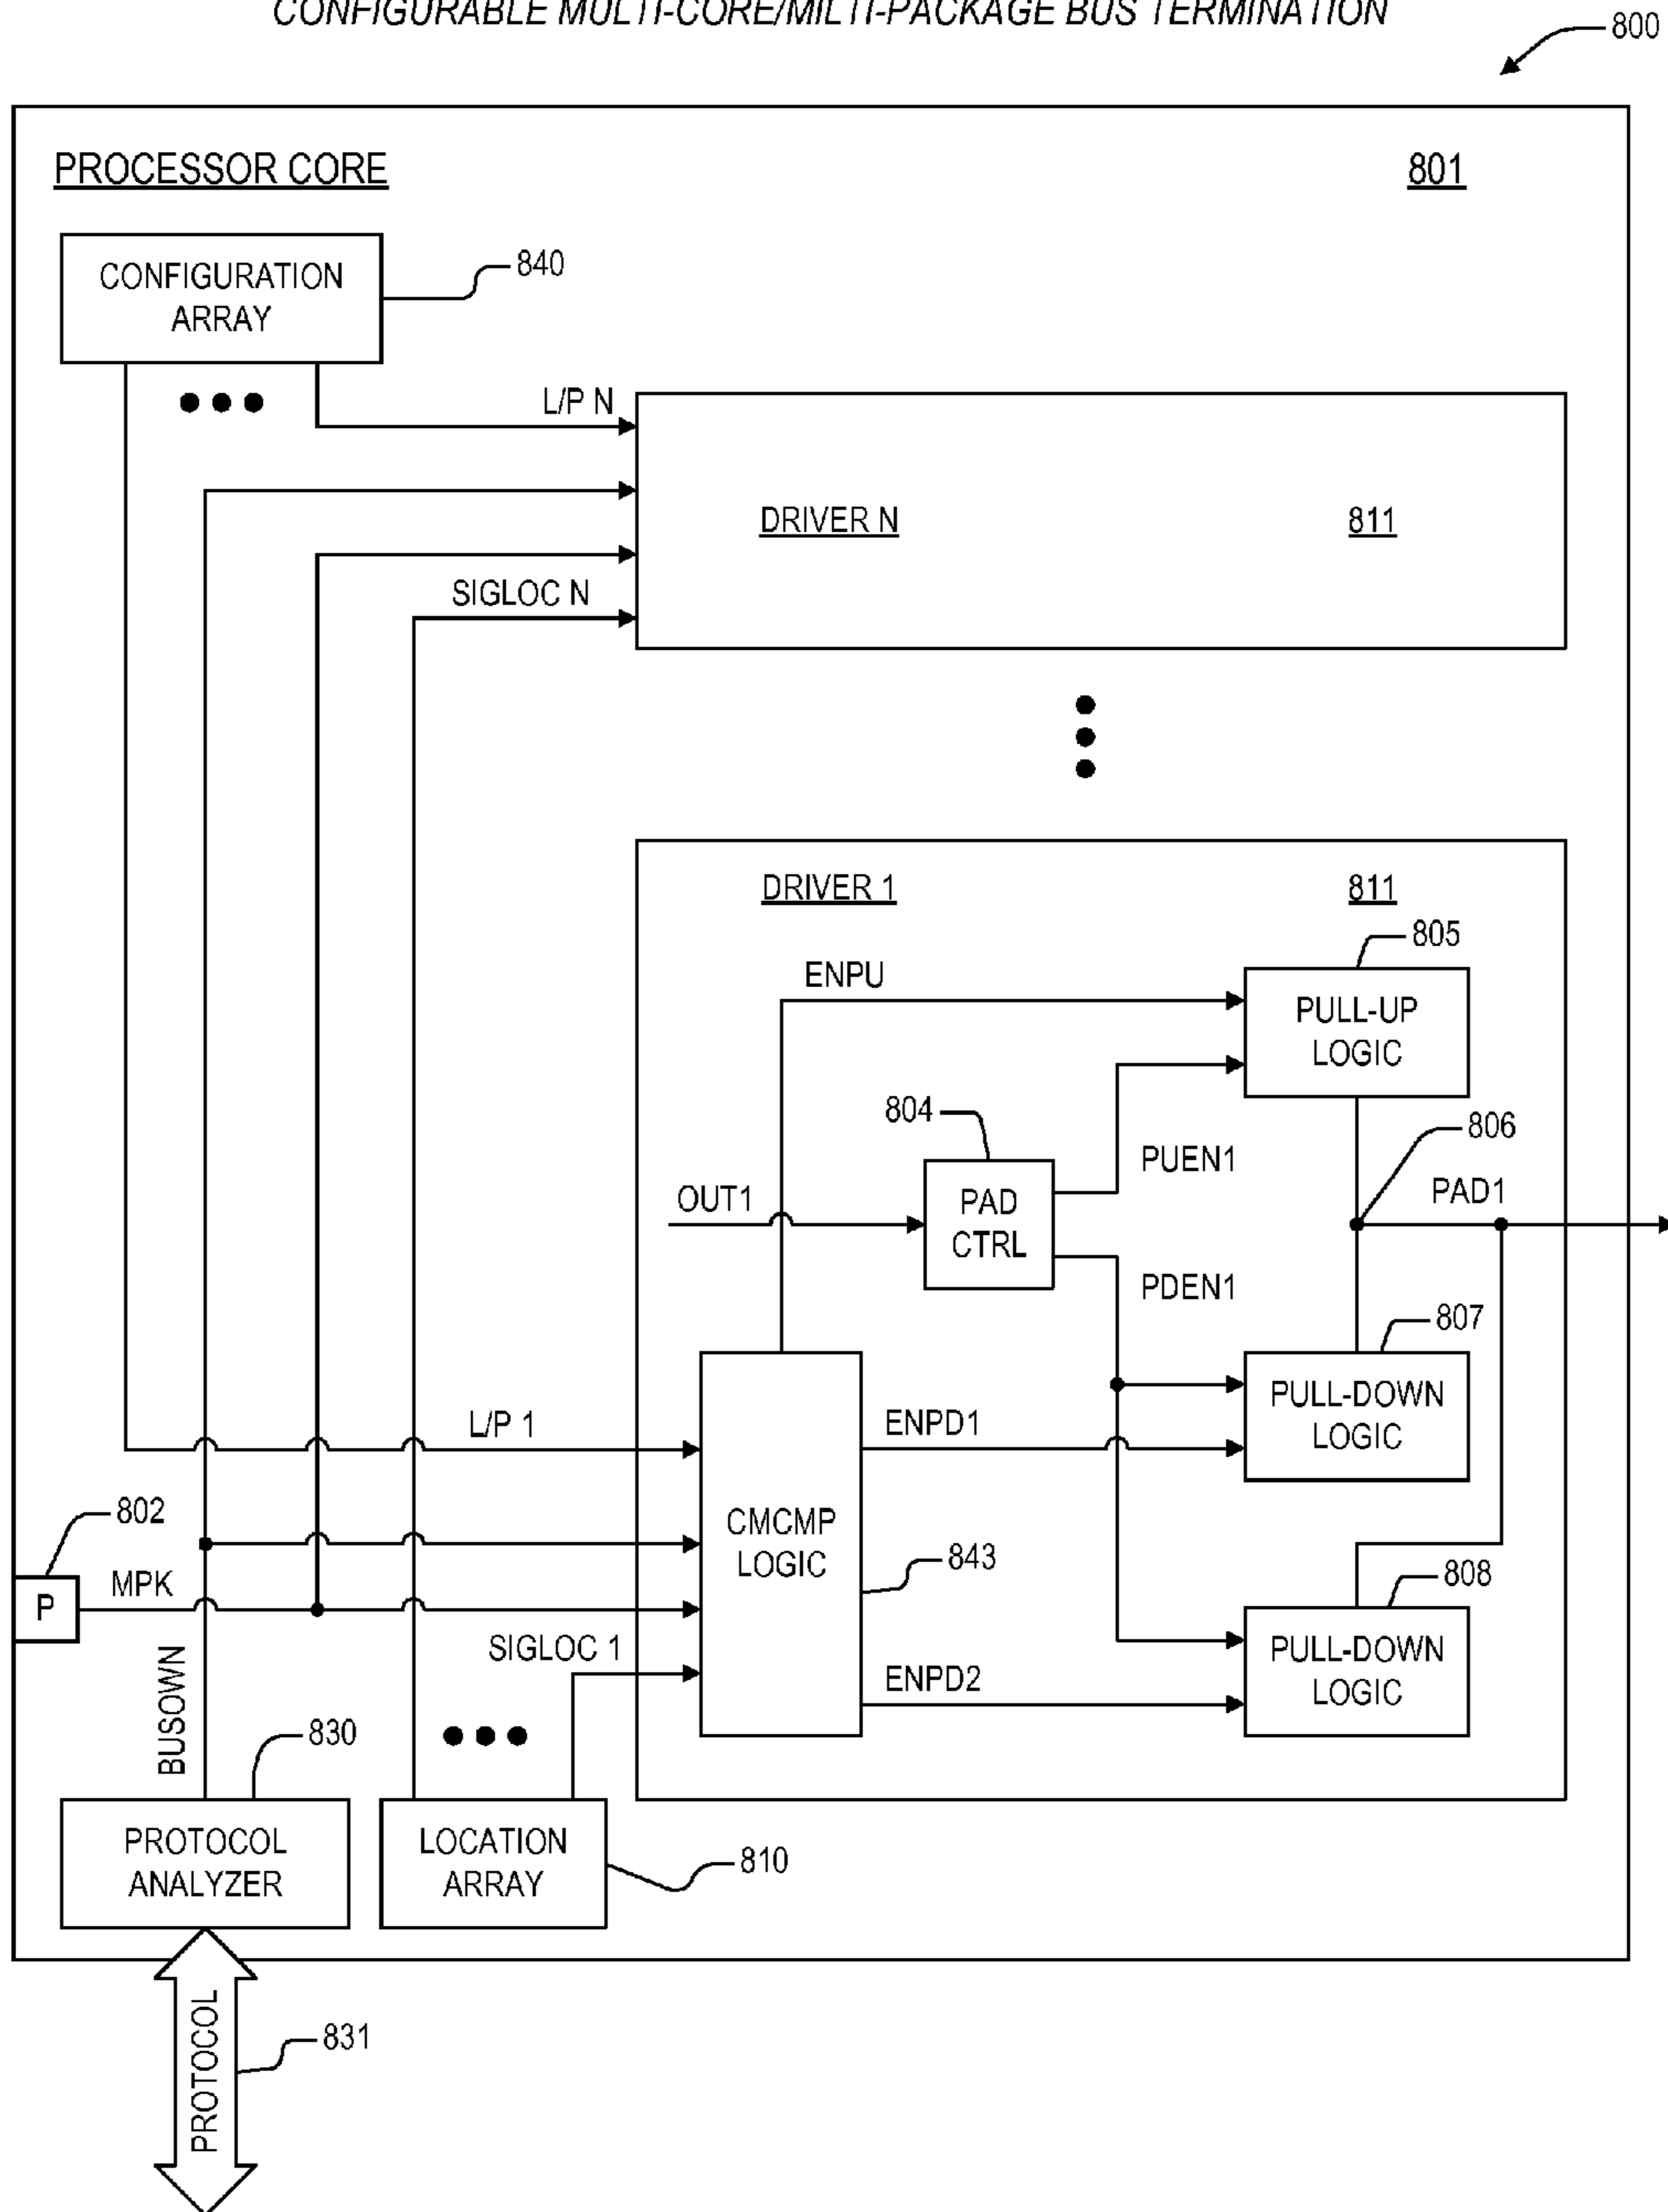 CONFIGURABLE MULTI-CORE/MILTI-PACKAGE BUS TERMINATION
800
PROCESSOR CORE
801
CONFIGURATION
ARRAY
840
L/P N
DRIVER N
811
SIGLOC N
DRIVER 1
811
805
ENPU
PULL-UP
LOGIC
804
806
PUEN1
OUT1
PAD
CTRL
PAD1
PDEN1
807
PULL-DOWN
LOGIC
L/P 1
ENPD1
802
CMCMP
LOGIC
843
P
MPK
808
SIGLOC 1
PULL-DOWN
LOGIC
ENPD2
BUSOWN
830
PROTOCOL
ANALYZER
LOCATION
ARRAY
810
PROTOCOL
831